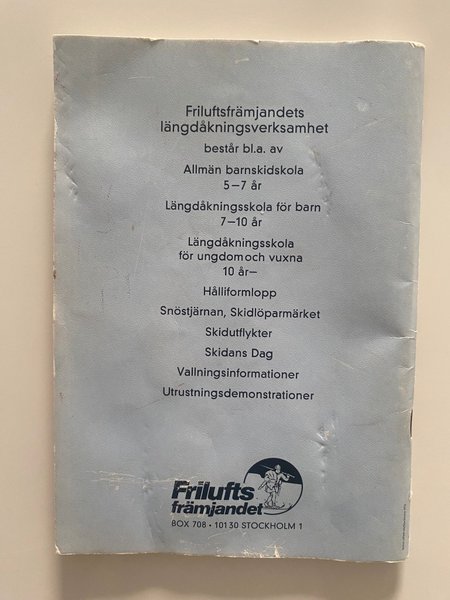 Friluftsfrämjandets
längdåkningsverksamhet
består bl.a. av
Allmän barnskidskola
5–7 år
Längdåkningsskola för barn
7–10 år
Längdåkningsskola
för ungdom och vuxna
10 år–
Hålliformlopp
Snöstjärnan, Skidlöparmärket
Skidutflykter
Skidans Dag
Vallningsinformationer
Utrustningsdemonstrationer
Frilufts
främjandet
BOX 708 • 101 30 STOCKHOLM 1